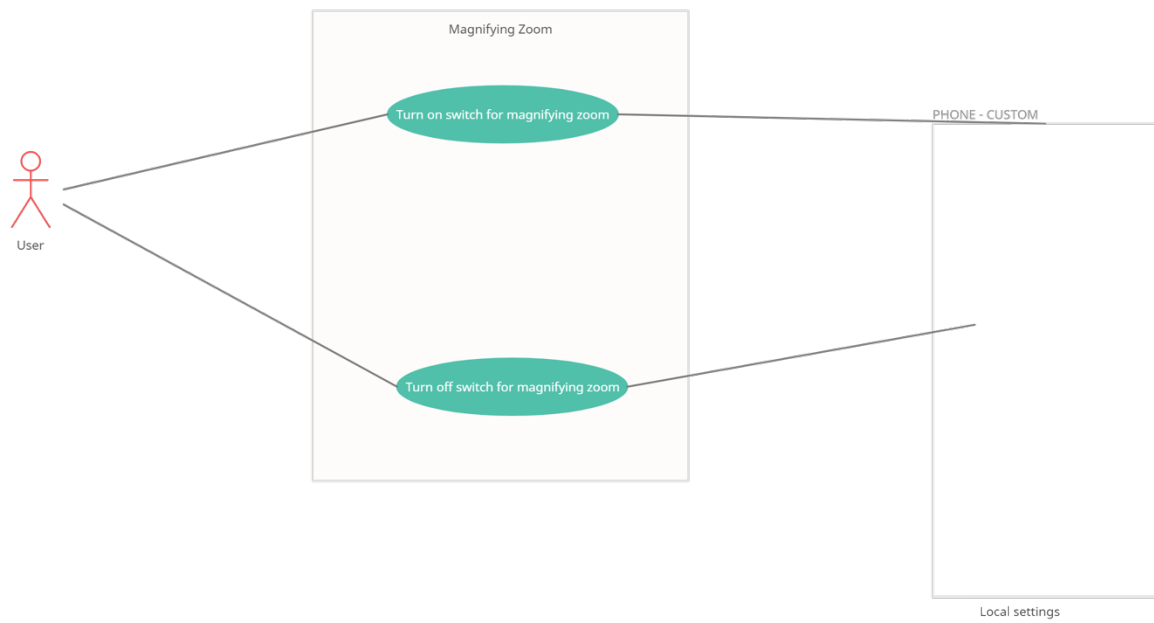 Magnifying Zoom
Turn on switch for magnifying zoom
PHONE - CUSTOM
User
Turn off switch for magnifying zoom
Local settings